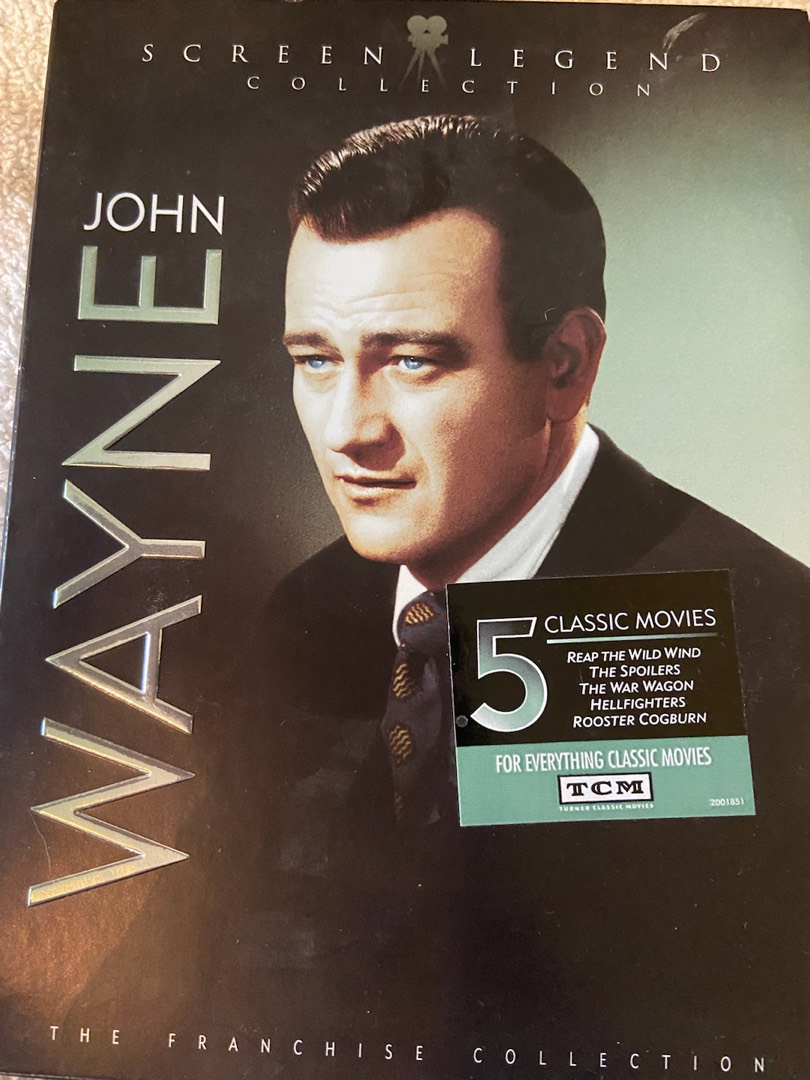 SCREEN LEGEND
COLLECTION
JOHN
WAYNE
5 CLASSIC MOVIES
REAP THE WILD WIND
THE SPOILERS
THE WAR WAGON
HELLFIGHTERS
ROOSTER COGBURN
FOR EVERYTHING CLASSIC MOVIES
TCM
TURNER CLASSIC MOVIES
2001851
THE FRANCHISE COLLECTION